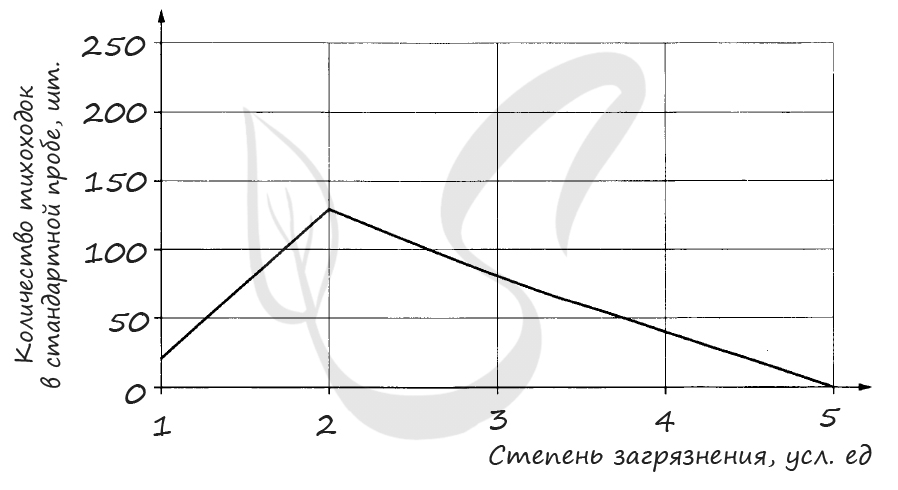 Количество тихоходок
в стандартной пробе, шт.
250
200
150
100
50
0
1 2 3 4 5
Степень загрязнения, усл. ед